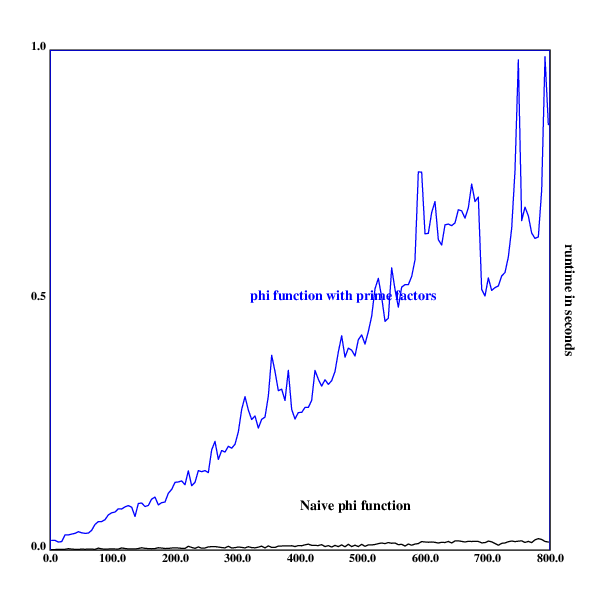 1.0
phi function with prime factors
0.5
runtime in seconds
Naive phi function
0.0
0.0 100.0 200.0 300.0 400.0 500.0 600.0 700.0 800.0